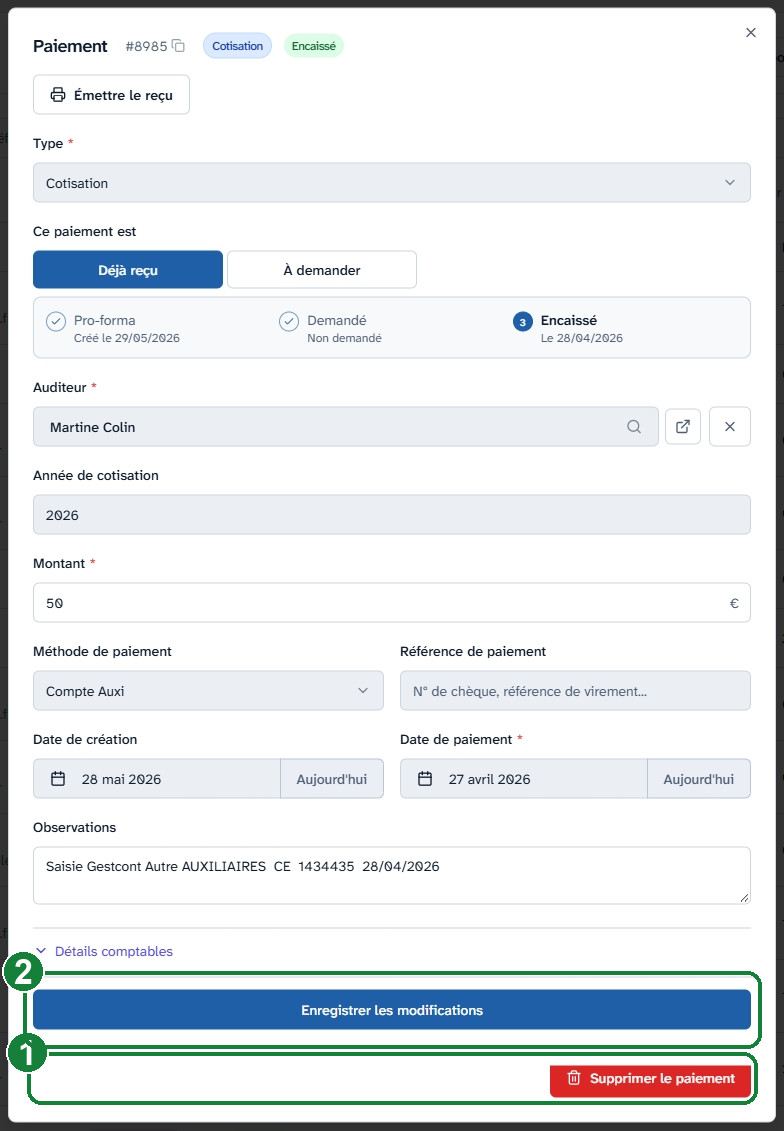 Paiement #8985 Cotisation Encaissé
Émettre le reçu
Type *
Cotisation
Ce paiement est
Déjà reçu À demander
Pro-forma Demandé 3 Encaissé
Créé le 29/05/2026 Non demandé Le 28/04/2026
Auditeur *
Martine Colin
Année de cotisation
2026
Montant *
50 €
Méthode de paiement Référence de paiement
Compte Auxi N° de chèque, référence de virement...
Date de création Date de paiement *
28 mai 2026 Aujourd'hui 27 avril 2026 Aujourd'hui
Observations
Saisie Gestcont Autre AUXILIAIRES CE 1434435 28/04/2026
Détails comptables
2
Enregistrer les modifications
1
Supprimer le paiement